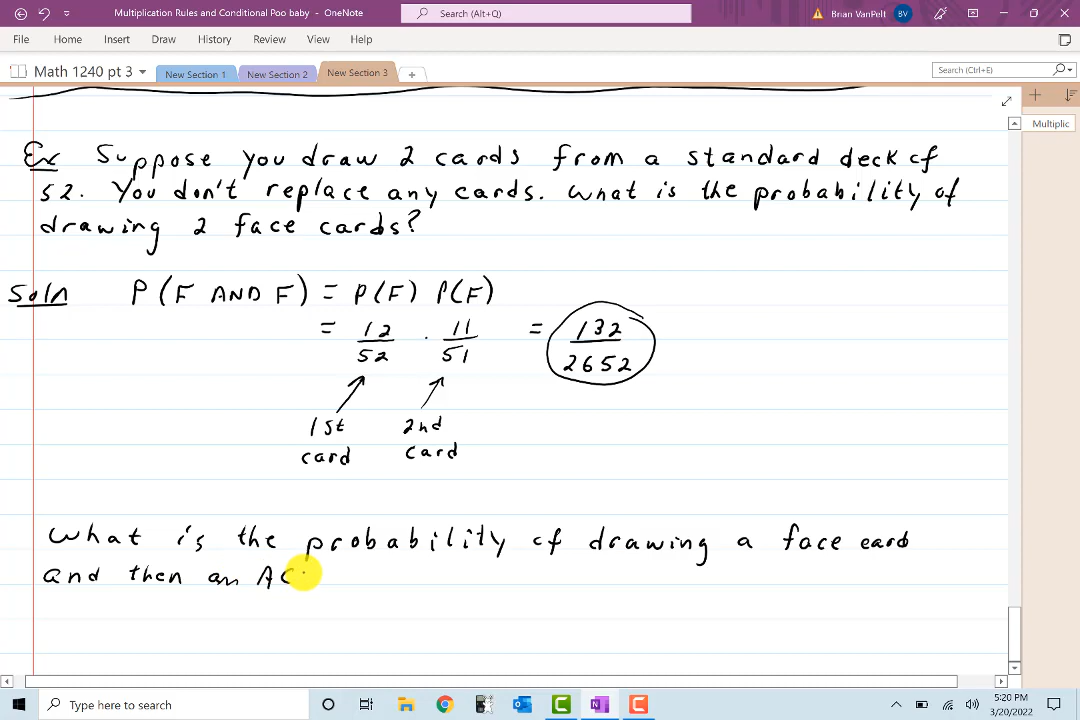 Multiplication Rules and Conditional Poo baby - OneNote
Search (Alt+Q)
Brian VanPelt BV
File Home Insert Draw History Review View Help
Math 1240 pt 3 New Section 1 New Section 2 New Section 3 + Search (Ctrl+E)
Multiplic
Ex Suppose you draw 2 cards from a standard deck of
52. You don't replace any cards. What is the probability of
drawing 2 face cards?
Soln P(F AND F) = P(F) P(F)
= 12/52 · 11/51 = 132/2652
1st card 2nd card
What is the probability of drawing a face card
and then an AC
Type here to search
5:20 PM
3/20/2022